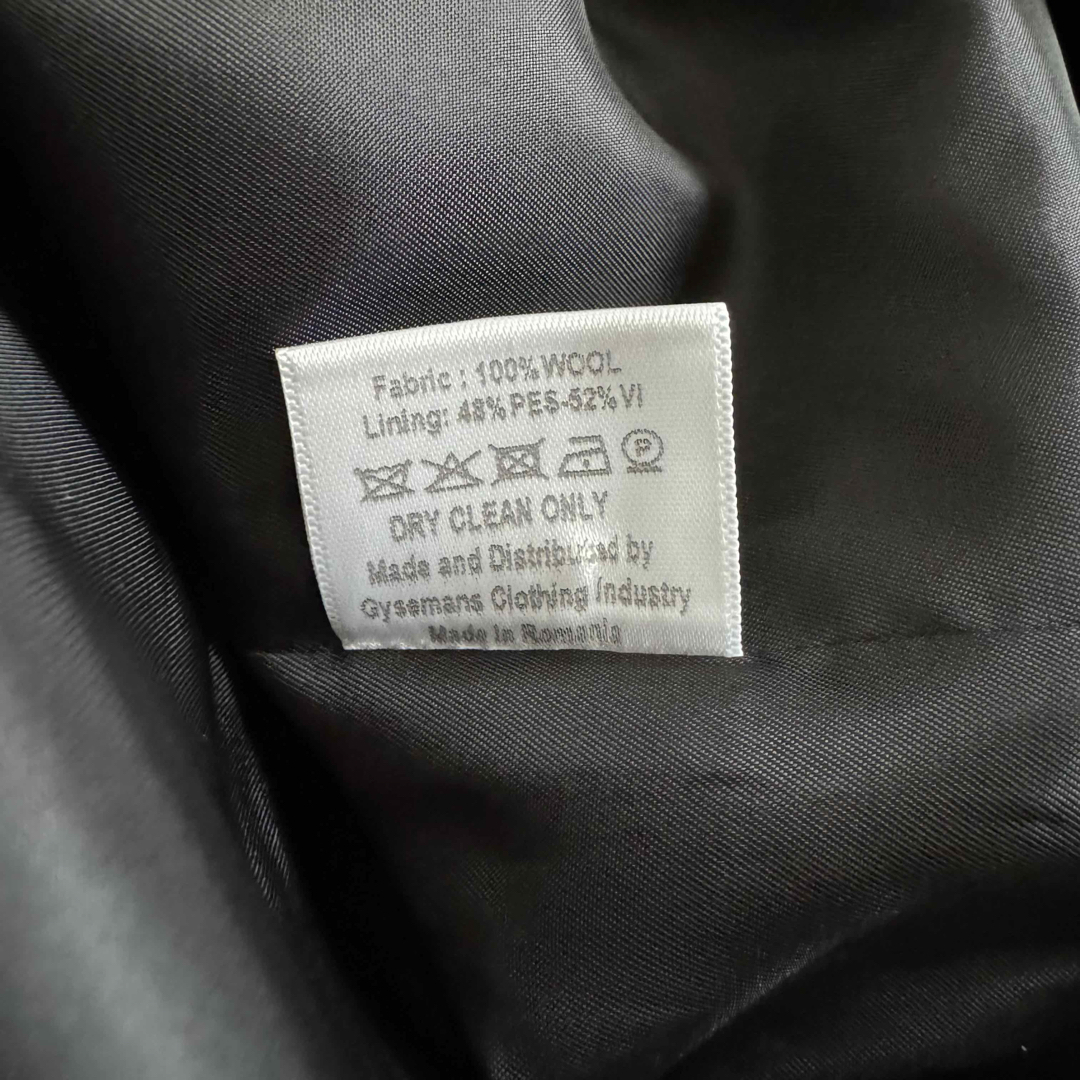 Fabric : 100%WOOL
Lining: 48%PES-52%VI
P
DRY CLEAN ONLY
Made and Distributed by
Gysemans Clothing Industry
Made in Romania